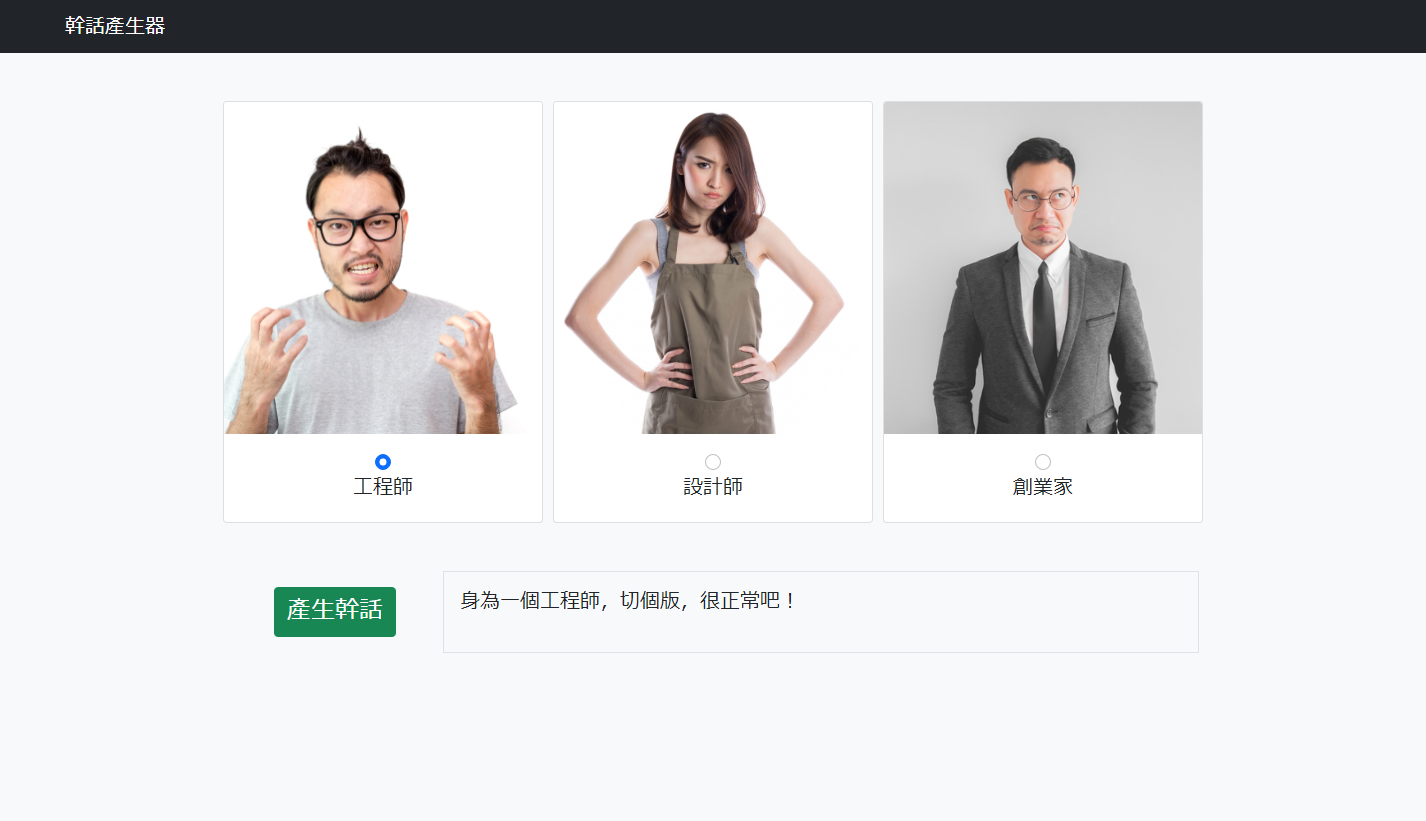 幹話產生器
工程師
設計師
創業家
產生幹話
身為一個工程師，切個版，很正常吧！